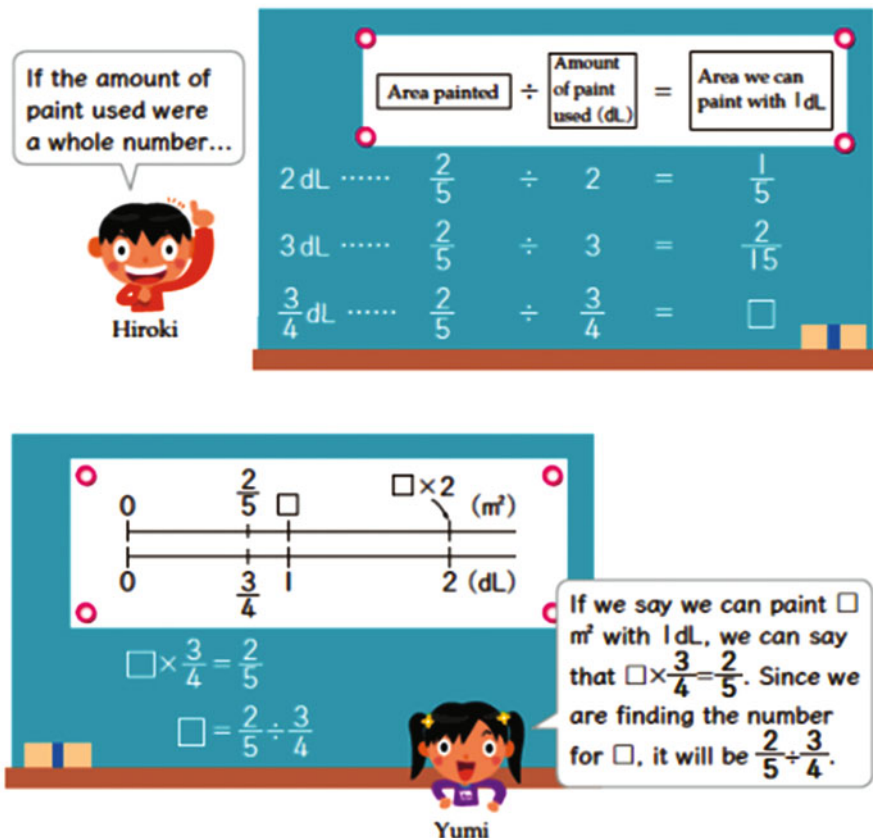 If the amount of
paint used were
a whole number...
Hiroki
Area painted ÷ Amount of paint used (dL) = Area we can paint with 1dL
2dL ······ 2/5 ÷ 2 = 1/5
3dL ······ 2/5 ÷ 3 = 2/15
3/4 dL ······ 2/5 ÷ 3/4 = □
0 2/5 □ □×2 (m²)
0 3/4 1 2 (dL)
□×3/4=2/5
□=2/5÷3/4
If we say we can paint □
m² with 1dL, we can say
that □×3/4=2/5. Since we
are finding the number
for □, it will be 2/5÷3/4.
Yumi